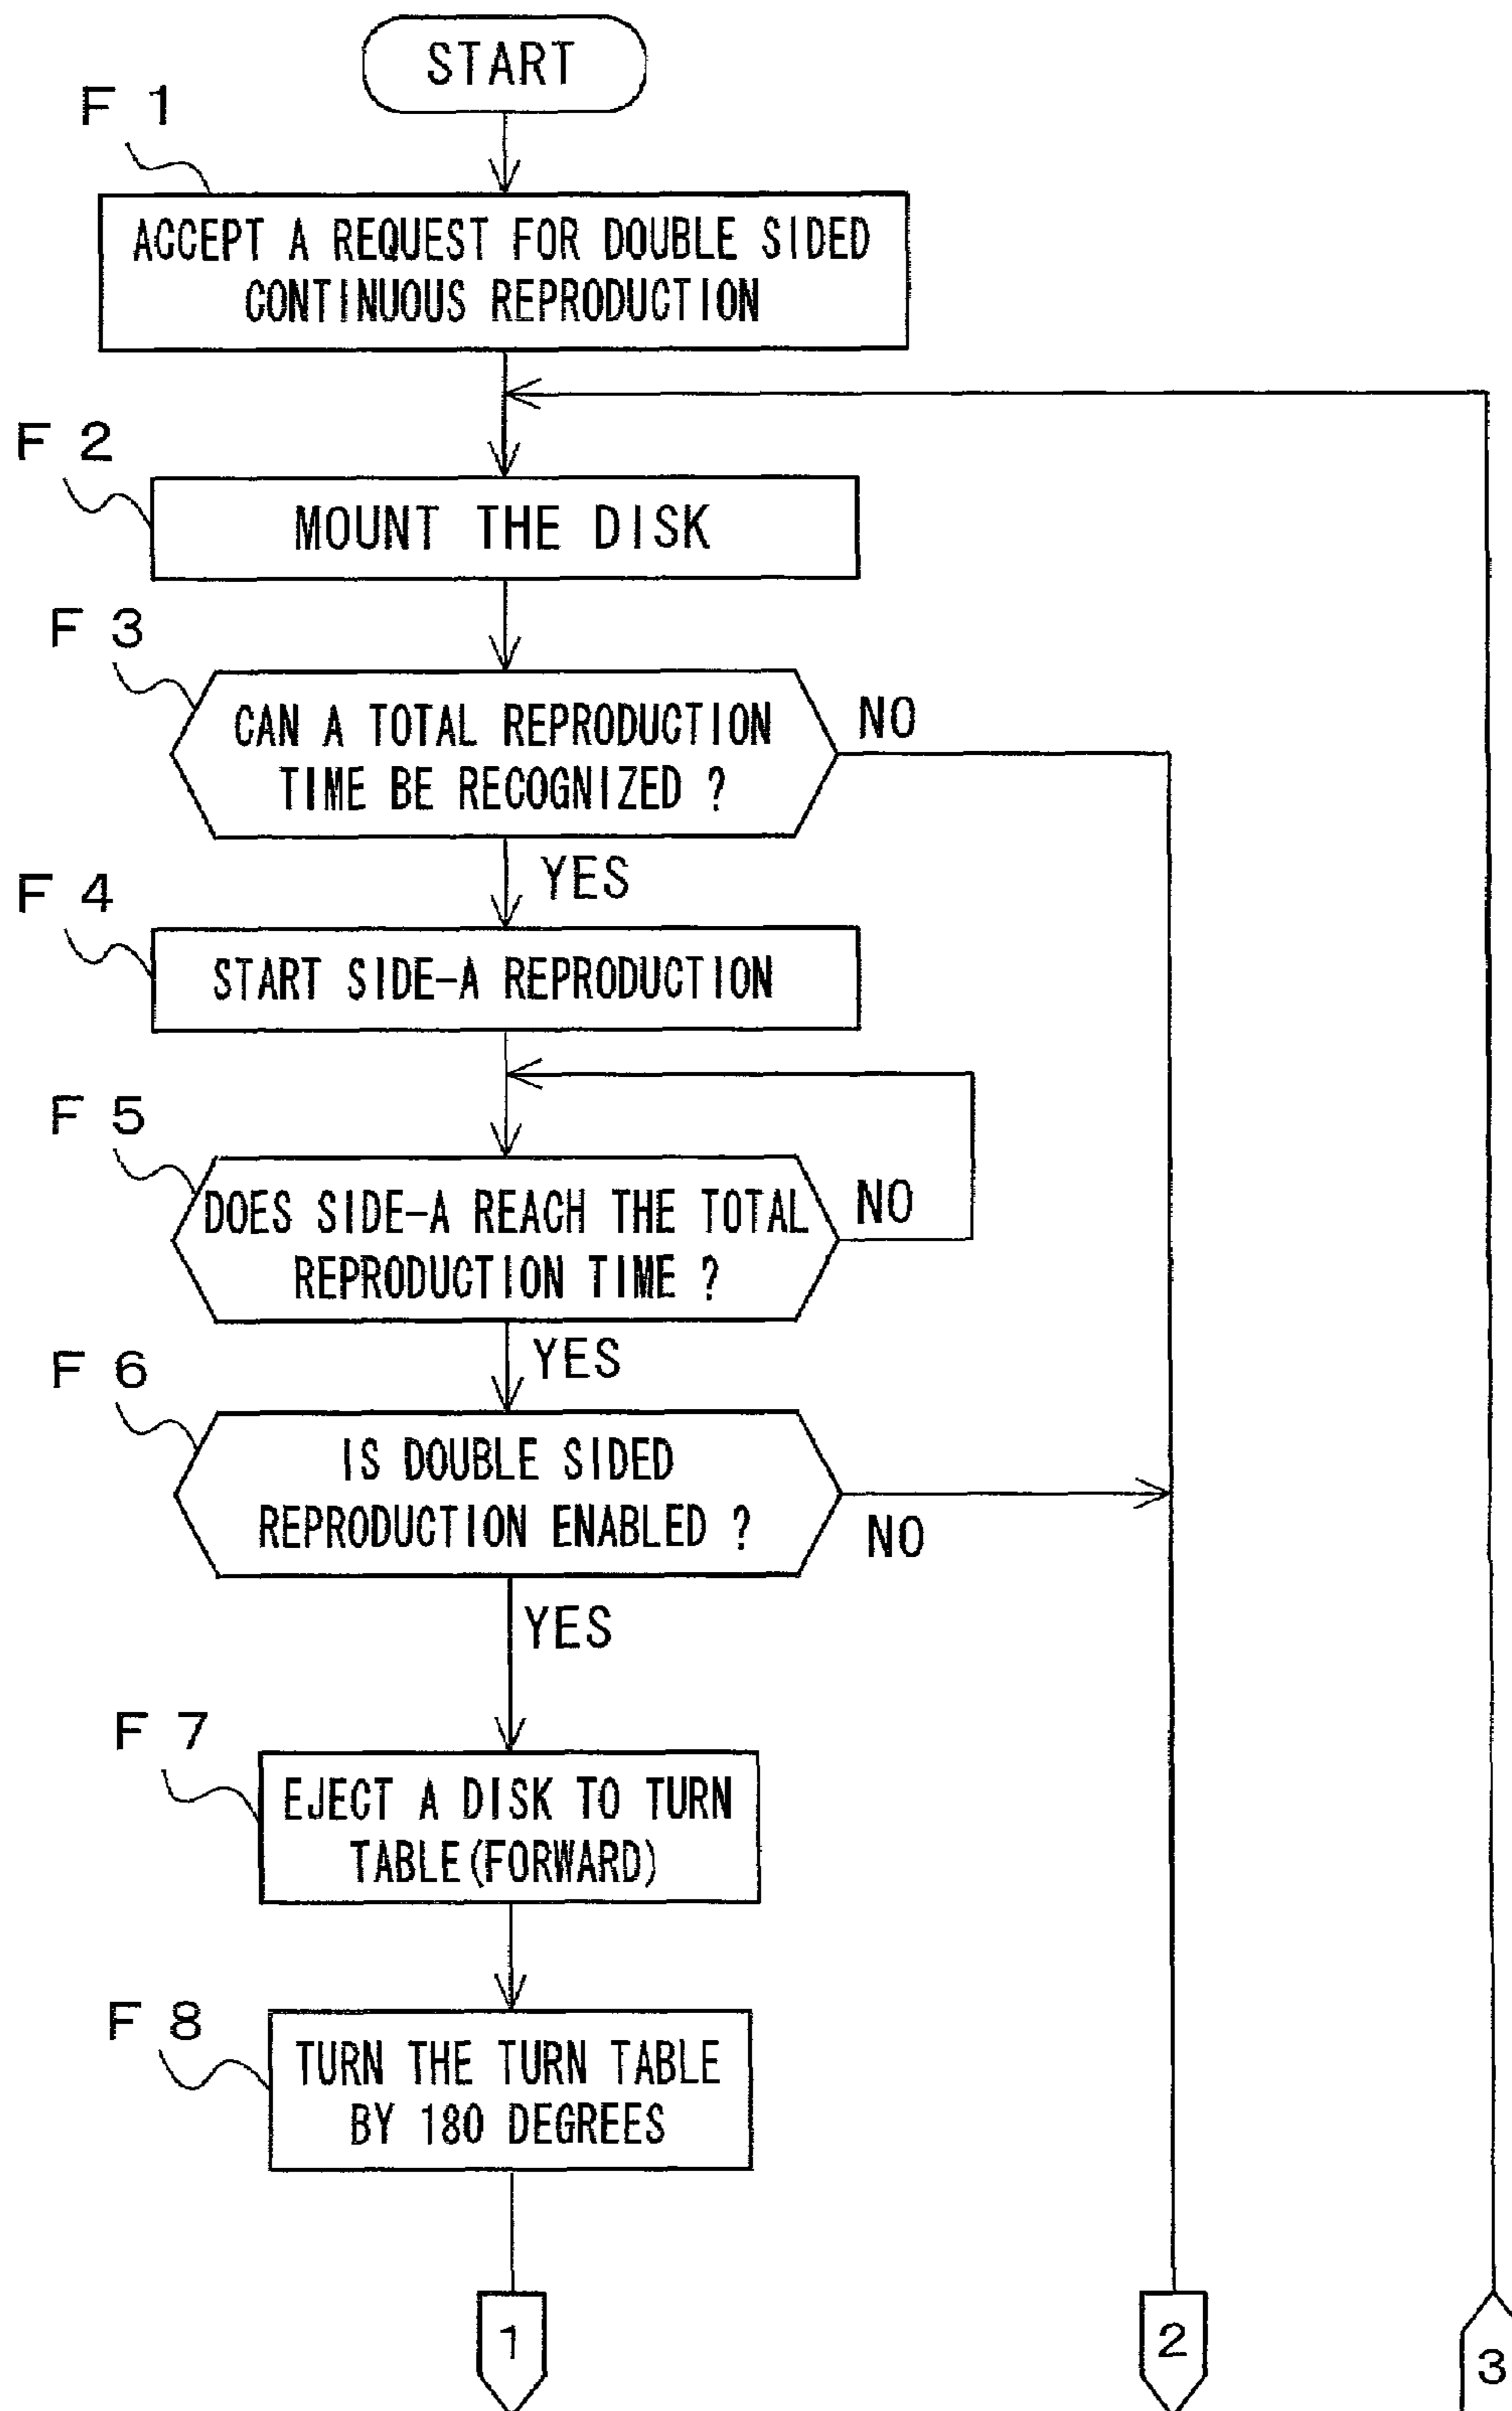 START
F 1
ACCEPT A REQUEST FOR DOUBLE SIDED
CONTINUOUS REPRODUCTION
F 2
MOUNT THE DISK
F 3
CAN A TOTAL REPRODUCTION
TIME BE RECOGNIZED ?
NO
YES
F 4
START SIDE-A REPRODUCTION
F 5
DOES SIDE-A REACH THE TOTAL
REPRODUCTION TIME ?
NO
YES
F 6
IS DOUBLE SIDED
REPRODUCTION ENABLED ?
NO
YES
F 7
EJECT A DISK TO TURN
TABLE(FORWARD)
F 8
TURN THE TURN TABLE
BY 180 DEGREES
1
2
3